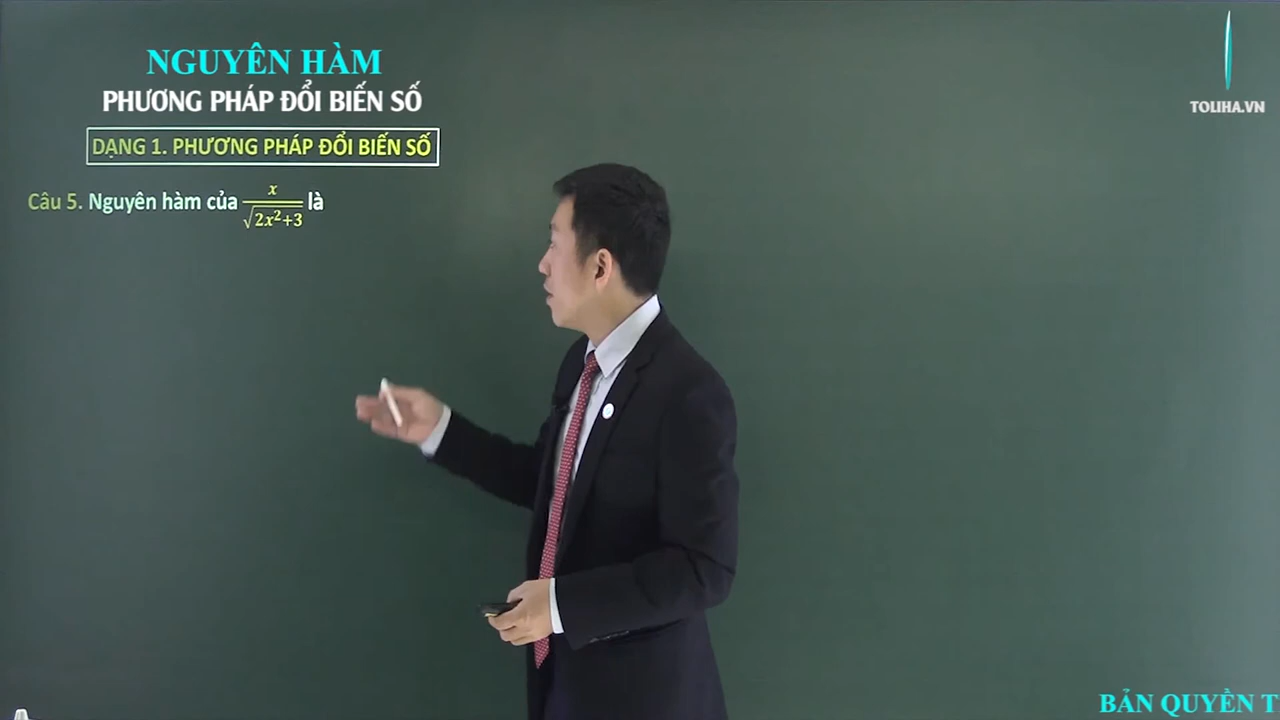 NGUYÊN HÀM
PHƯƠNG PHÁP ĐỔI BIẾN SỐ
DẠNG 1. PHƯƠNG PHÁP ĐỔI BIẾN SỐ
Câu 5. Nguyên hàm của x/√(2x²+3) là
TOLIHA.VN
BẢN QUYỀN T